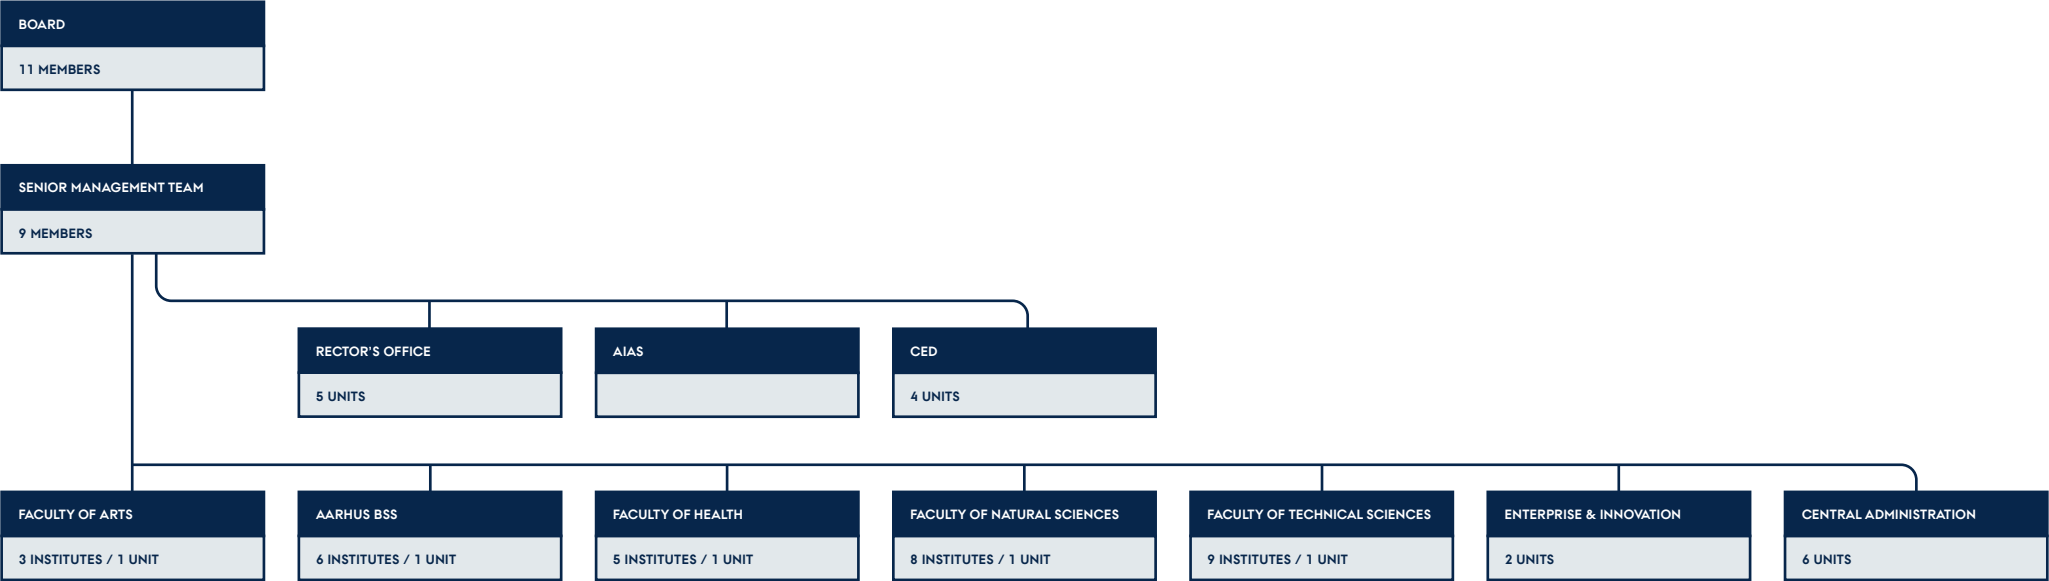 BOARD
11 MEMBERS
SENIOR MANAGEMENT TEAM
9 MEMBERS
RECTOR'S OFFICE
5 UNITS
AIAS
CED
4 UNITS
FACULTY OF ARTS
3 INSTITUTES / 1 UNIT
AARHUS BSS
6 INSTITUTES / 1 UNIT
FACULTY OF HEALTH
5 INSTITUTES / 1 UNIT
FACULTY OF NATURAL SCIENCES
8 INSTITUTES / 1 UNIT
FACULTY OF TECHNICAL SCIENCES
9 INSTITUTES / 1 UNIT
ENTERPRISE & INNOVATION
2 UNITS
CENTRAL ADMINISTRATION
6 UNITS